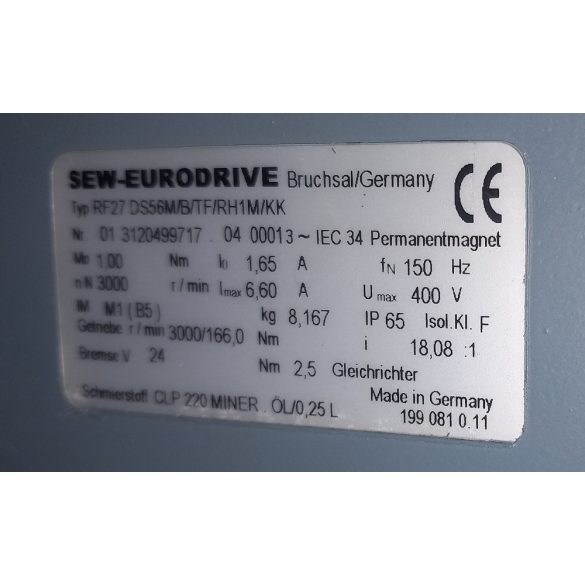 SEW-EURODRIVE Bruchsal/Germany CE
Typ RF27 DS56M/B/TF/RH1M/KK
Nr. 01 3120499717 . 04 0001 3 ~ IEC 34 Permanentmagnet
Mo 1,00 Nm I0 1,65 A fN 150 Hz
nN 3000 r/min Imax 6,60 A Umax 400 V
IM M1 ( B5 ) kg 8,167 IP 65 Isol.Kl. F
Getriebe r/min 3000/166,0 Nm i 18,08 :1
Bremse V 24 Nm 2,5 Gleichrichter
Schmierstoff CLP 220 MINER . ÖL/0,25 L Made in Germany
199 081 0.11